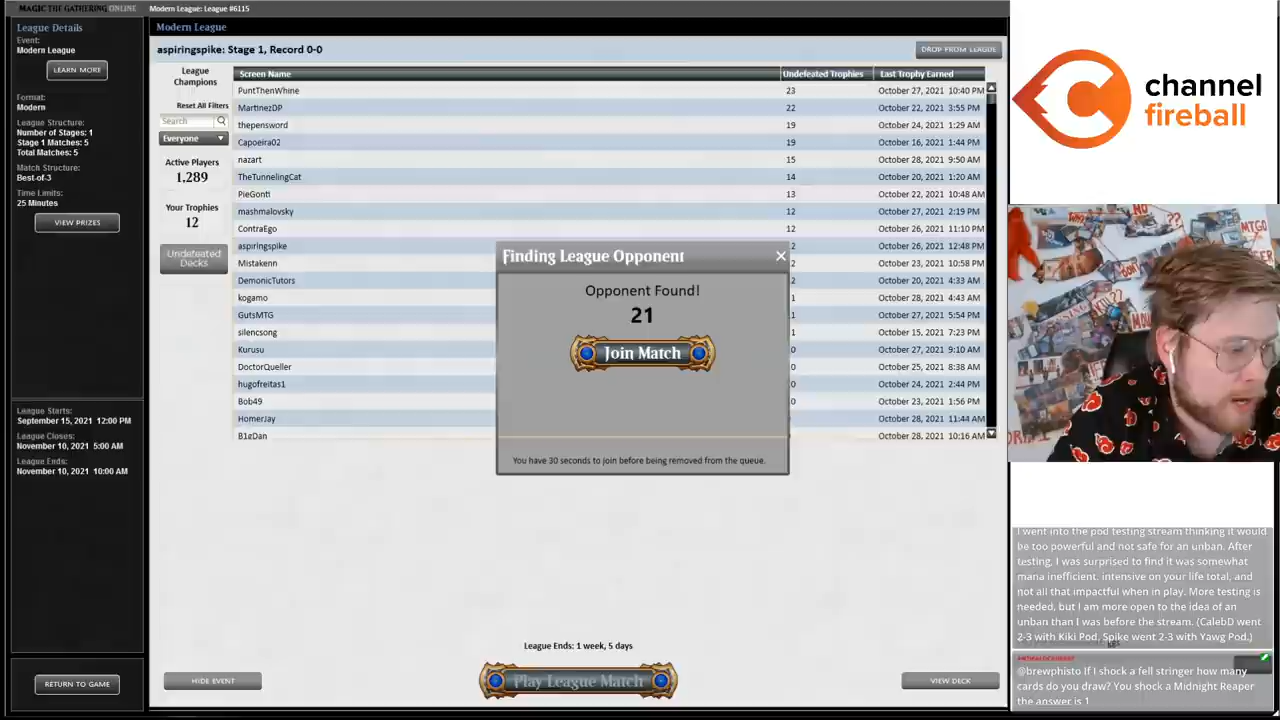 MAGIC THE GATHERING ONLINE
Modern League: League #6115
League Details
Event:
Modern League
LEARN MORE
Format:
Modern
League Structure:
Number of Stages: 1
Stage 1 Matches: 5
Total Matches: 5
Match Structure:
Best-of-3
Time Limits:
25 Minutes
VIEW PRIZES
League Starts:
September 15, 2021 12:00 PM
League Closes:
November 10, 2021 5:00 AM
League Ends:
November 10, 2021 10:00 AM
RETURN TO GAME
Modern League
aspiringspike: Stage 1, Record 0-0
DROP FROM LEAGUE
League
Champions
Reset All Filters
Search
Everyone
Active Players
1,289
Your Trophies
12
Undefeated
Decks
Screen Name Undefeated Trophies Last Trophy Earned
PuntThenWhine 23 October 27, 2021 10:40 PM
MartinezDP 22 October 22, 2021 3:55 PM
thepensword 19 October 24, 2021 1:29 AM
Capoeira02 19 October 16, 2021 1:44 PM
nazart 15 October 28, 2021 9:50 AM
TheTunnelingCat 14 October 20, 2021 1:20 AM
PieGonti 13 October 22, 2021 10:48 AM
mashmalovsky 12 October 27, 2021 2:19 PM
ContraEgo 12 October 26, 2021 11:10 PM
aspiringspike 2 October 26, 2021 12:48 PM
Mistakenn 2 October 23, 2021 10:58 PM
DemonicTutors 2 October 20, 2021 4:33 AM
kogamo 1 October 28, 2021 4:43 AM
GutsMTG 1 October 27, 2021 5:54 PM
silencsong 1 October 15, 2021 7:23 PM
Kurusu 0 October 27, 2021 9:10 AM
DoctorQueller 0 October 25, 2021 8:38 AM
hugofreitas1 0 October 24, 2021 2:44 PM
Bob49 0 October 23, 2021 1:56 PM
HomerJay October 28, 2021 11:44 AM
B1gDan October 28, 2021 10:16 AM
Finding League Opponent
Opponent Found!
21
Join Match
You have 30 seconds to join before being removed from the queue.
League Ends: 1 week, 5 days
HIDE EVENT
Play League Match
VIEW DECK
channel
fireball
I went into the pod testing stream thinking it would
be too powerful and not safe for an unban. After
testing, I was surprised to find it was somewhat
mana inefficient, intensive on your life total, and
not all that impactful when in play. More testing is
needed, but I am more open to the idea of an
unban than I was before the stream. (CalebD went
2-3 with Kiki Pod, Spike went 2-3 with Yawg Pod.)
@brewphisto If I shock a fell stringer how many
cards do you draw? You shock a Midnight Reaper
the answer is 1